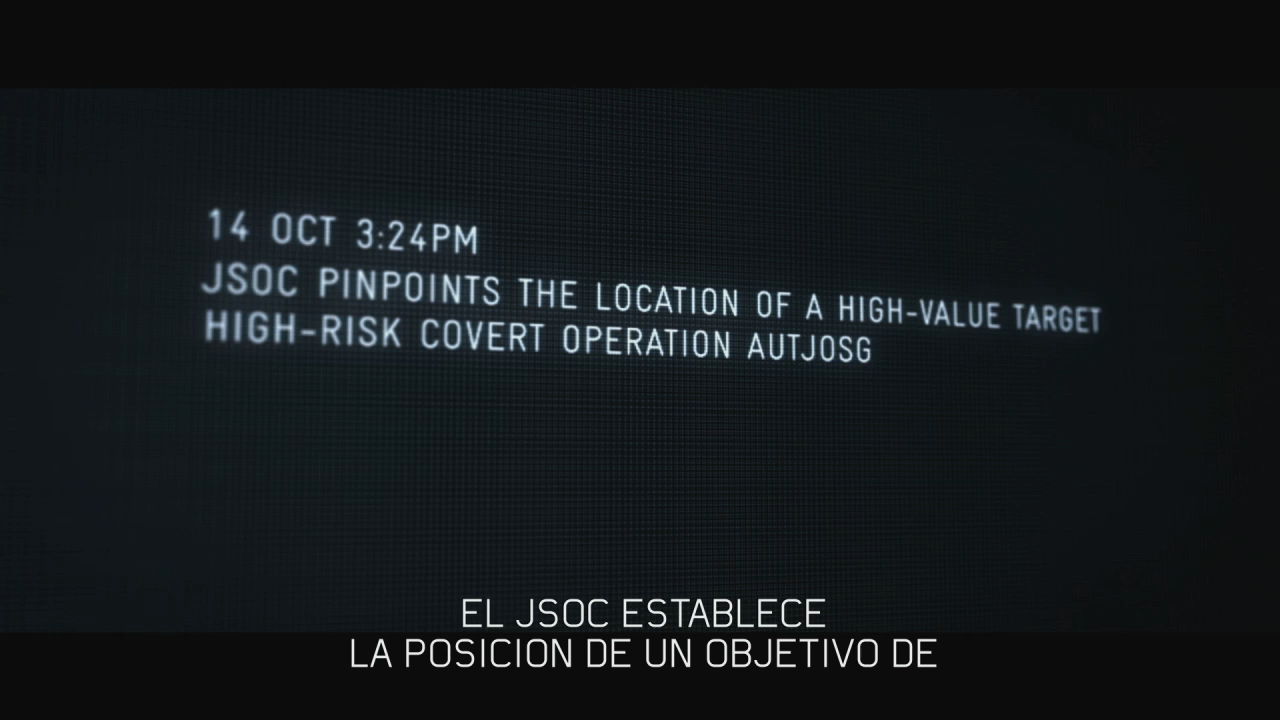 14 OCT 3:24PM
JSOC PINPOINTS THE LOCATION OF A HIGH-VALUE TARGET
HIGH-RISK COVERT OPERATION AUTJOSG
EL JSOC ESTABLECE
LA POSICION DE UN OBJETIVO DE